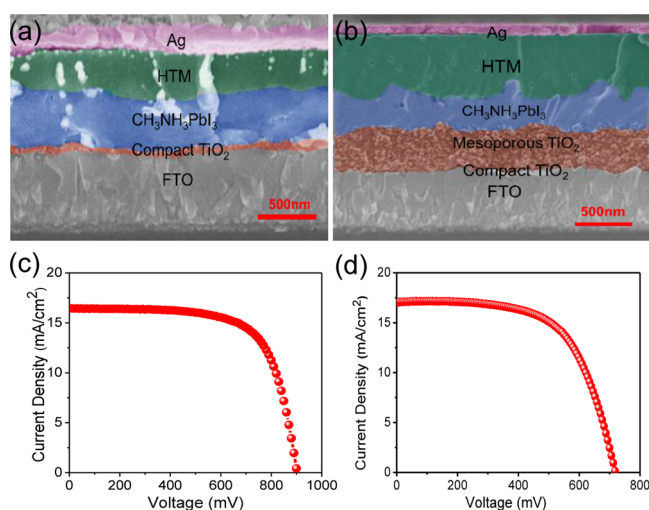 (a)
Ag
HTM
CH₃NH₃PbI₃
Compact TiO₂
FTO
500nm
(b)
Ag
HTM
CH₃NH₃PbI₃
Mesoporous TiO₂
Compact TiO₂
FTO
500nm
(c)
20
15
10
5
0
Current Density (mA/cm²)
0 200 400 600 800 1000
Voltage (mV)
(d)
20
15
10
5
0
Current Density (mA/cm²)
0 200 400 600 800
Voltage (mV)